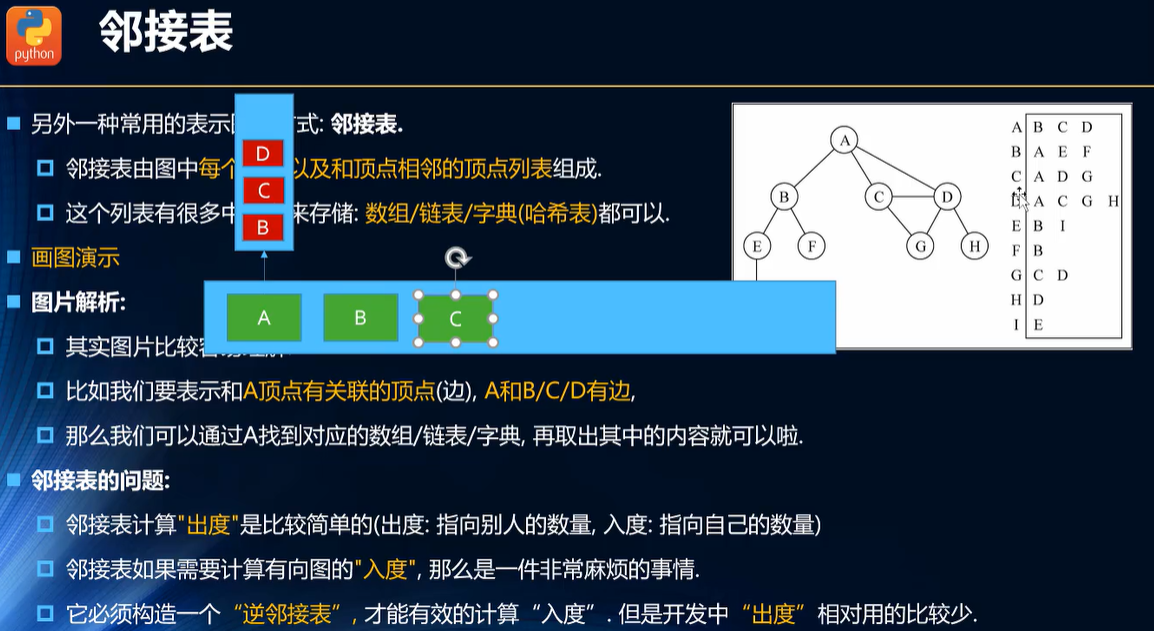 python
邻接表
另外一种常用的表示 式: 邻接表.
邻接表由图中每个 以及和顶点相邻的顶点列表组成.
这个列表有很多中 来存储: 数组/链表/字典(哈希表)都可以.
画图演示
图片解析:
其实图片比较
比如我们要表示和A顶点有关联的顶点(边), A和B/C/D有边,
那么我们可以通过A找到对应的数组/链表/字典, 再取出其中的内容就可以啦.
邻接表的问题:
邻接表计算"出度"是比较简单的(出度: 指向别人的数量, 入度: 指向自己的数量)
邻接表如果需要计算有向图的"入度", 那么是一件非常麻烦的事情.
它必须构造一个“逆邻接表”, 才能有效的计算“入度”. 但是开发中“出度”相对用的比较少.
D
C
B
A B C
A
B C D
E F G H
A B C D
B A E F
C A D G
A C G H
E B I
F B
G C D
H D
I E